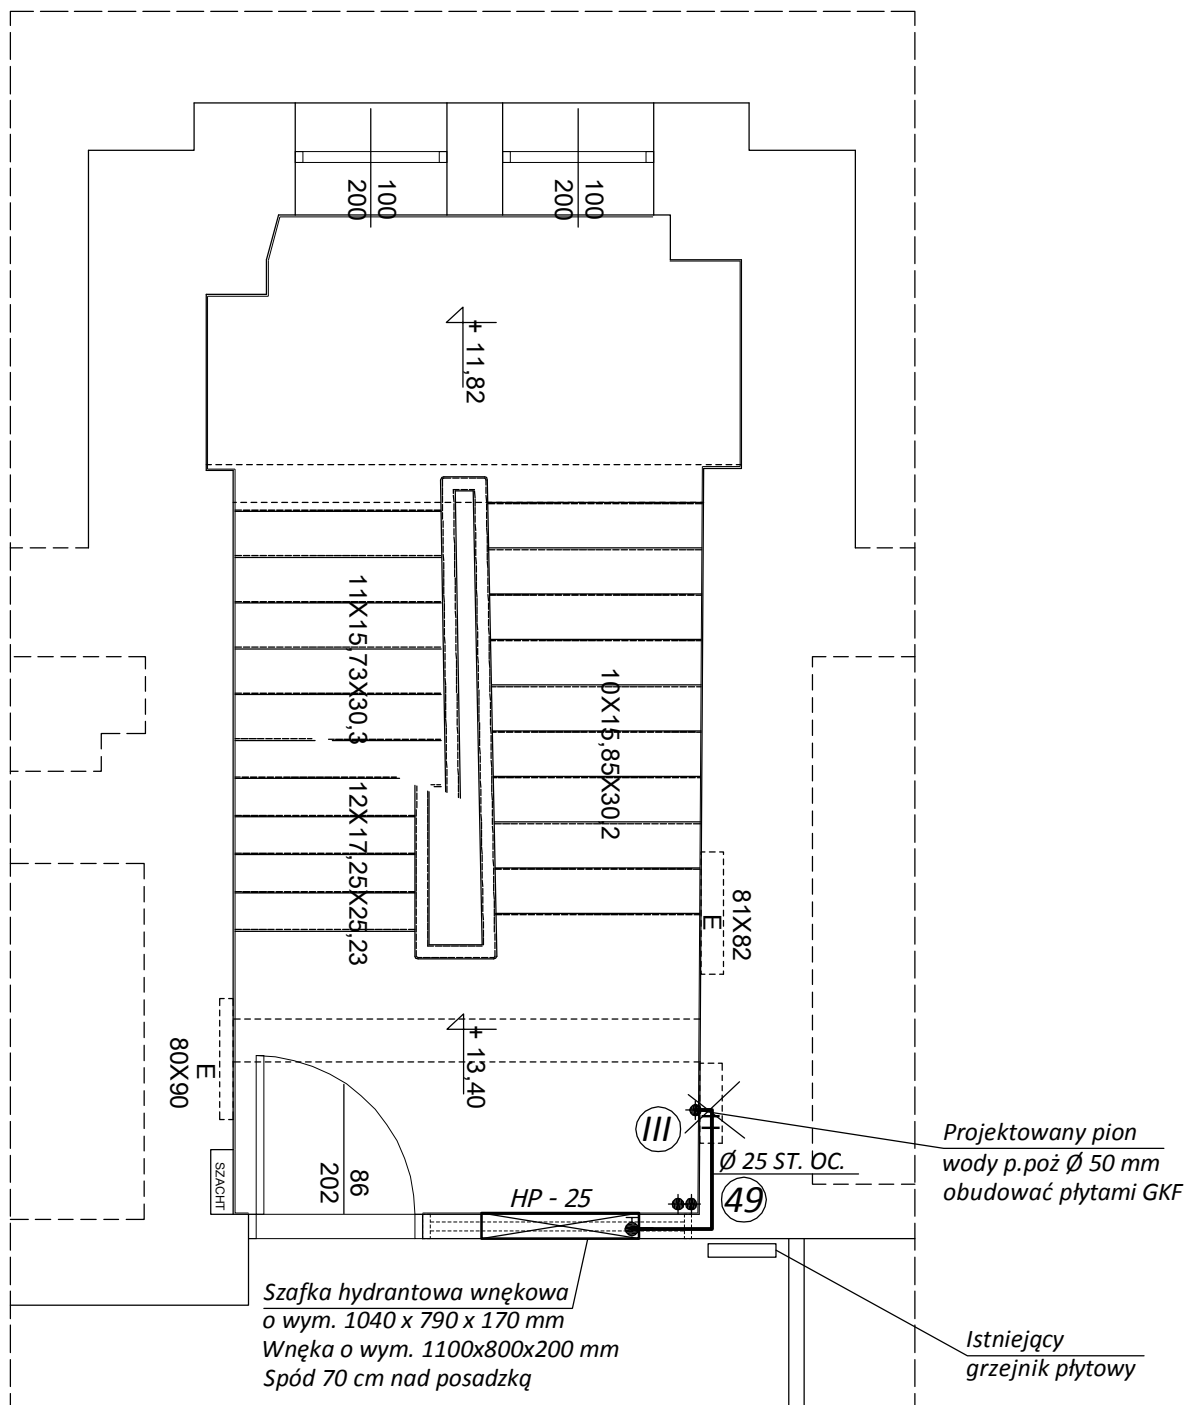 100
200
100
200
+ 11,82
11X15,73X30,3
10X15,85X30,2
12X17,25X25,23
81X82
E
+ 13,40
80X90
E
III
Projektowany pion
wody p.poż Ø 50 mm
obudować płytami GKF
Ø 25 ST. OC.
49
SZACHT
86
202
HP - 25
Szafka hydrantowa wnękowa
o wym. 1040 x 790 x 170 mm
Wnęka o wym. 1100x800x200 mm
Spód 70 cm nad posadzką
Istniejący
grzejnik płytowy